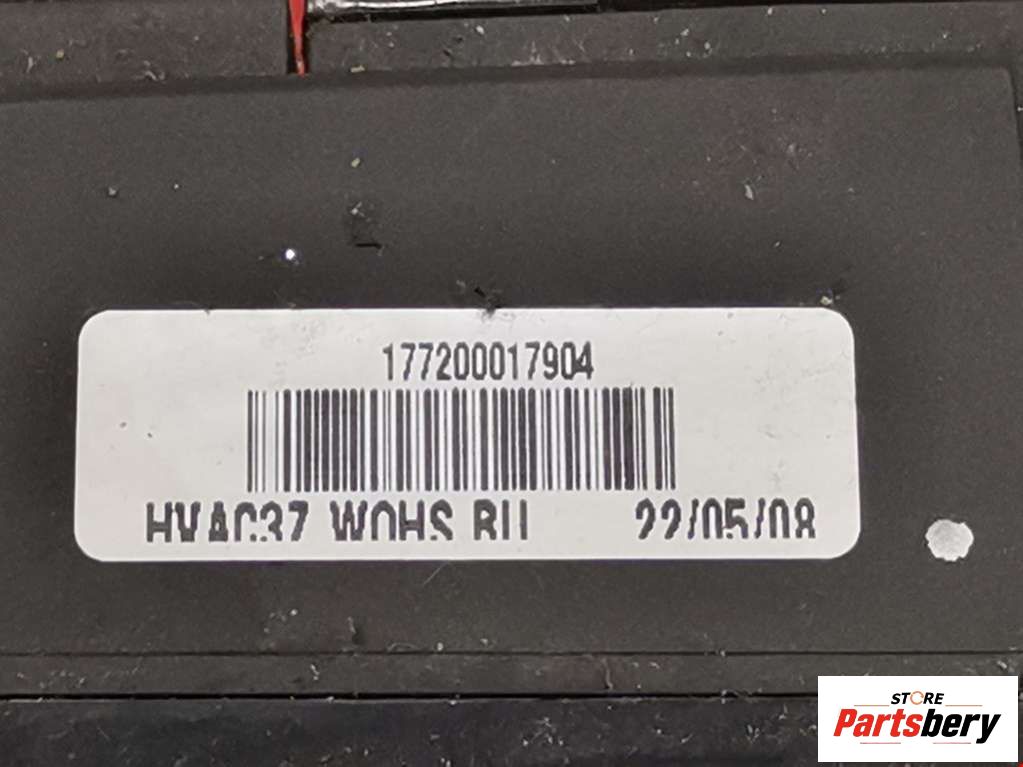 177200017904
HVAC37 WOHS BU 22/05/08
STORE
Partsbery